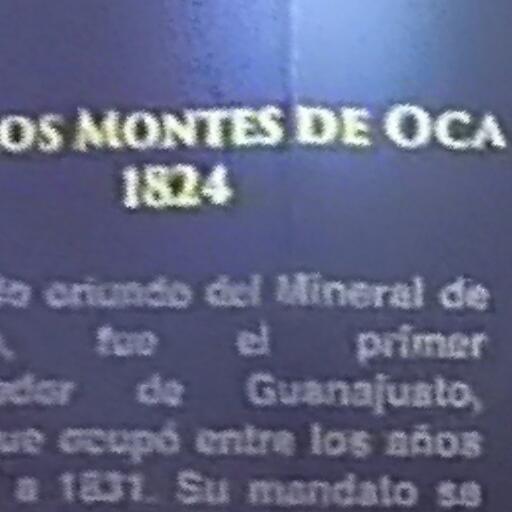 OS MONTES DE OCA
1824
oriundo del Mineral de
fue el primer
de Guanajuato,
ocupó entre los años
a 1831. Su mandato se